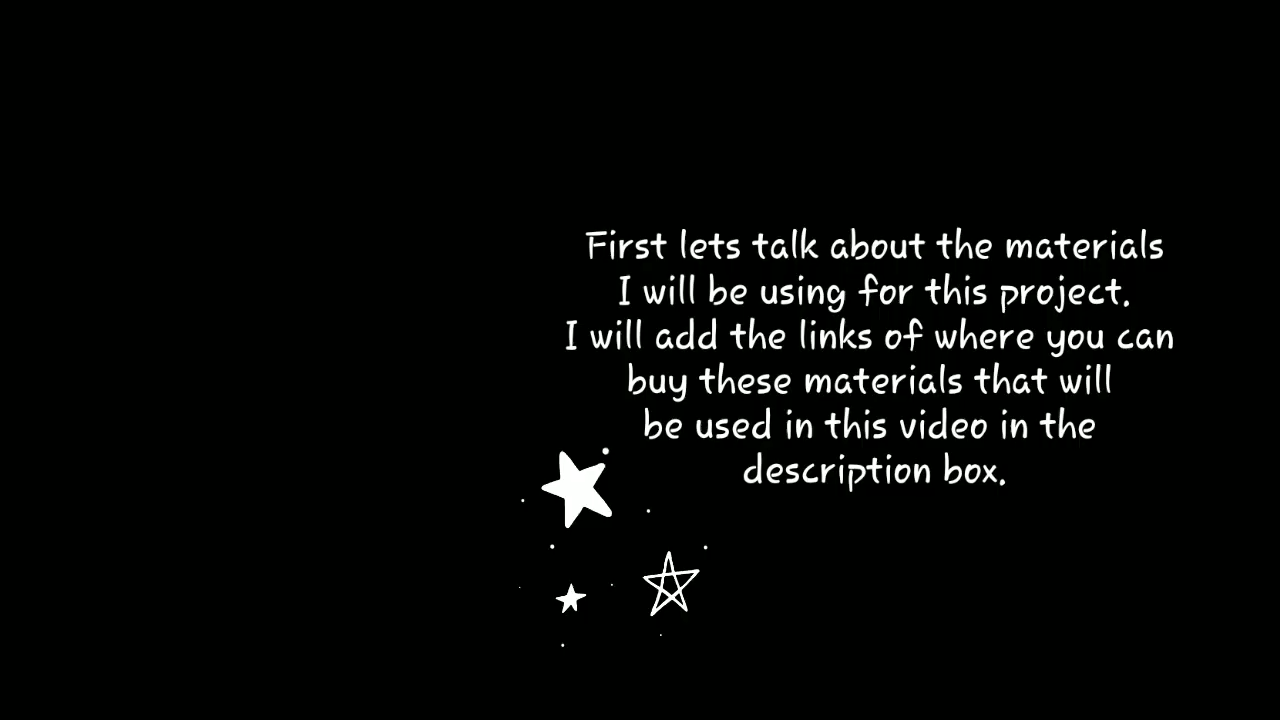 First lets talk about the materials
I will be using for this project.
I will add the links of where you can
buy these materials that will
be used in this video in the
description box.